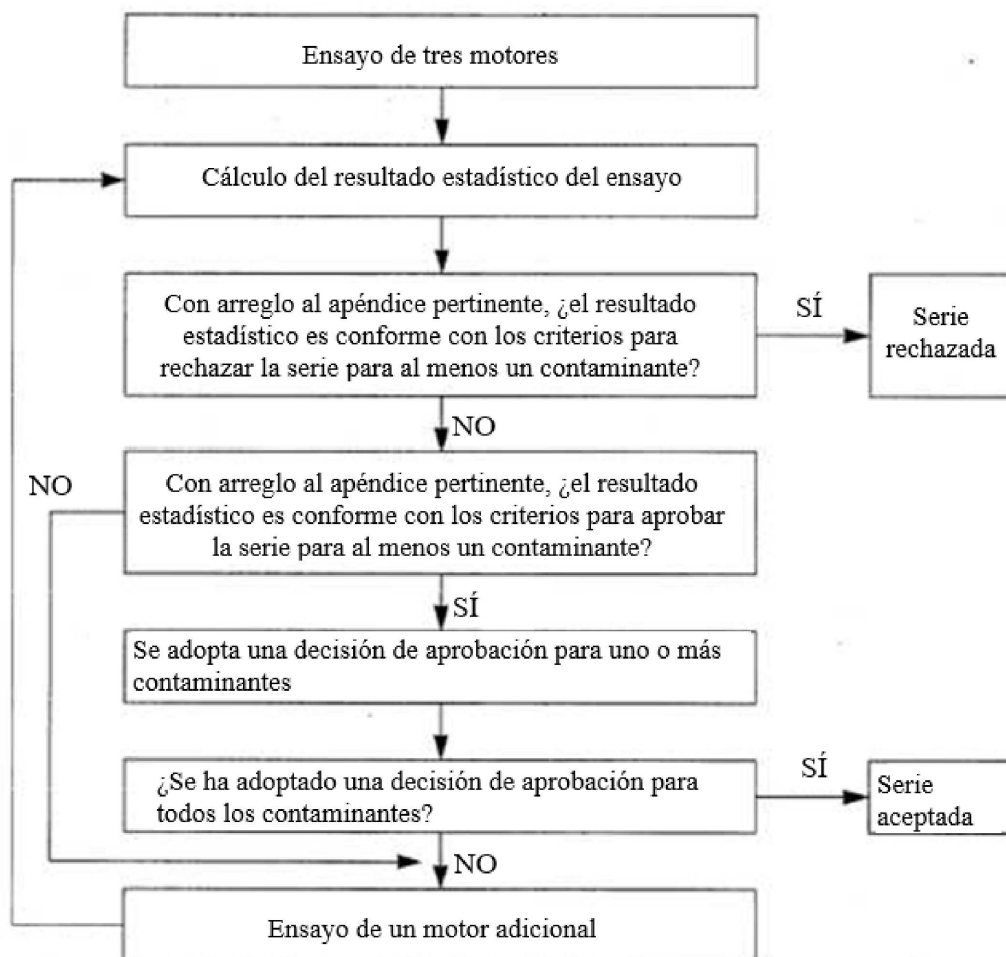 Ensayo de tres motores
Cálculo del resultado estadístico del ensayo
Con arreglo al apéndice pertinente, ¿el resultado
estadístico es conforme con los criterios para
rechazar la serie para al menos un contaminante?
SÍ
Serie
rechazada
NO
NO
Con arreglo al apéndice pertinente, ¿el resultado
estadístico es conforme con los criterios para aprobar
la serie para al menos un contaminante?
SÍ
Se adopta una decisión de aprobación para uno o más
contaminantes
¿Se ha adoptado una decisión de aprobación para
todos los contaminantes?
SÍ
Serie
aceptada
NO
Ensayo de un motor adicional